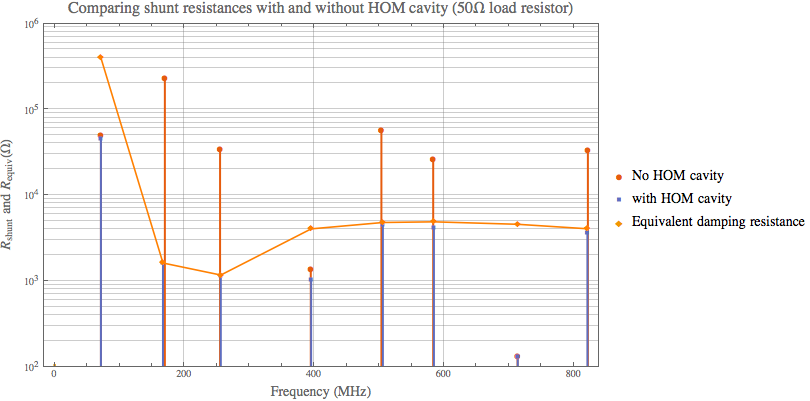 Comparing shunt resistances with and without HOM cavity (50Ω load resistor)
R_shunt and R_equiv (Ω)
10^6
10^5
10^4
10^3
10^2
0 200 400 600 800
Frequency (MHz)
No HOM cavity
with HOM cavity
Equivalent damping resistance